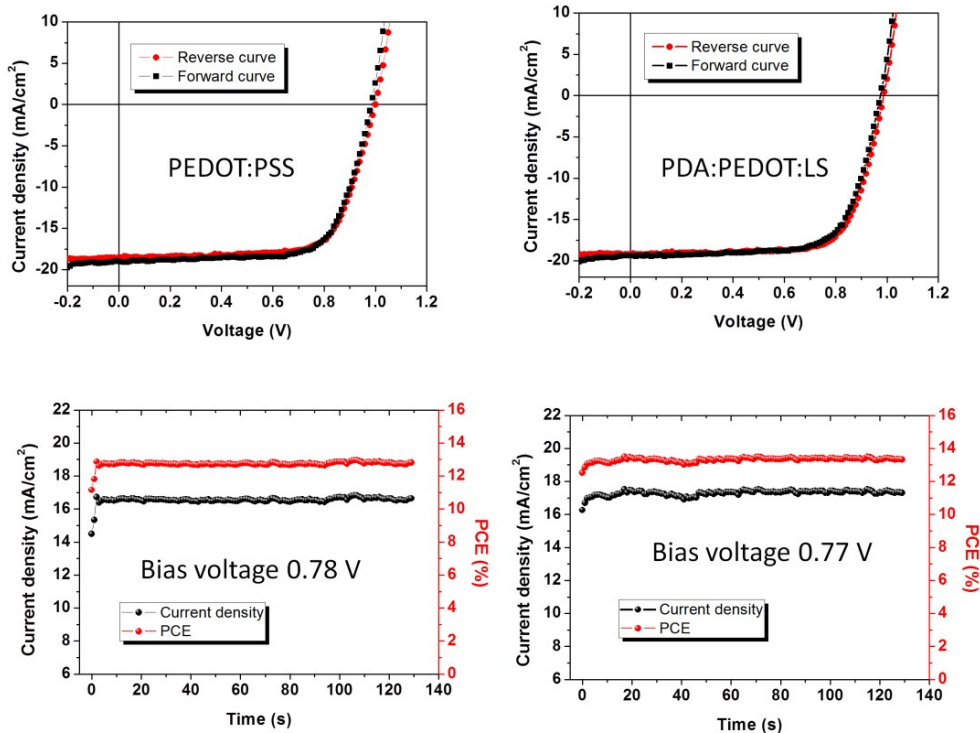 10
5
0
-5
-10
-15
-20
Current density (mA/cm²)
Reverse curve
Forward curve
PEDOT:PSS
-0.2 0.0 0.2 0.4 0.6 0.8 1.0 1.2
Voltage (V)
10
5
0
-5
-10
-15
-20
Current density (mA/cm²)
Reverse curve
Forward curve
PDA:PEDOT:LS
-0.2 0.0 0.2 0.4 0.6 0.8 1.0 1.2
Voltage (V)
22
20
18
16
14
12
10
8
6
Current density (mA/cm²)
Bias voltage 0.78 V
Current density
PCE
16
14
12
10
8
6
4
2
0
PCE (%)
0 20 40 60 80 100 120 140
Time (s)
22
20
18
16
14
12
10
8
6
Current density (mA/cm²)
Bias voltage 0.77 V
Current density
PCE
16
14
12
10
8
6
4
2
0
PCE (%)
0 20 40 60 80 100 120 140
Time (s)